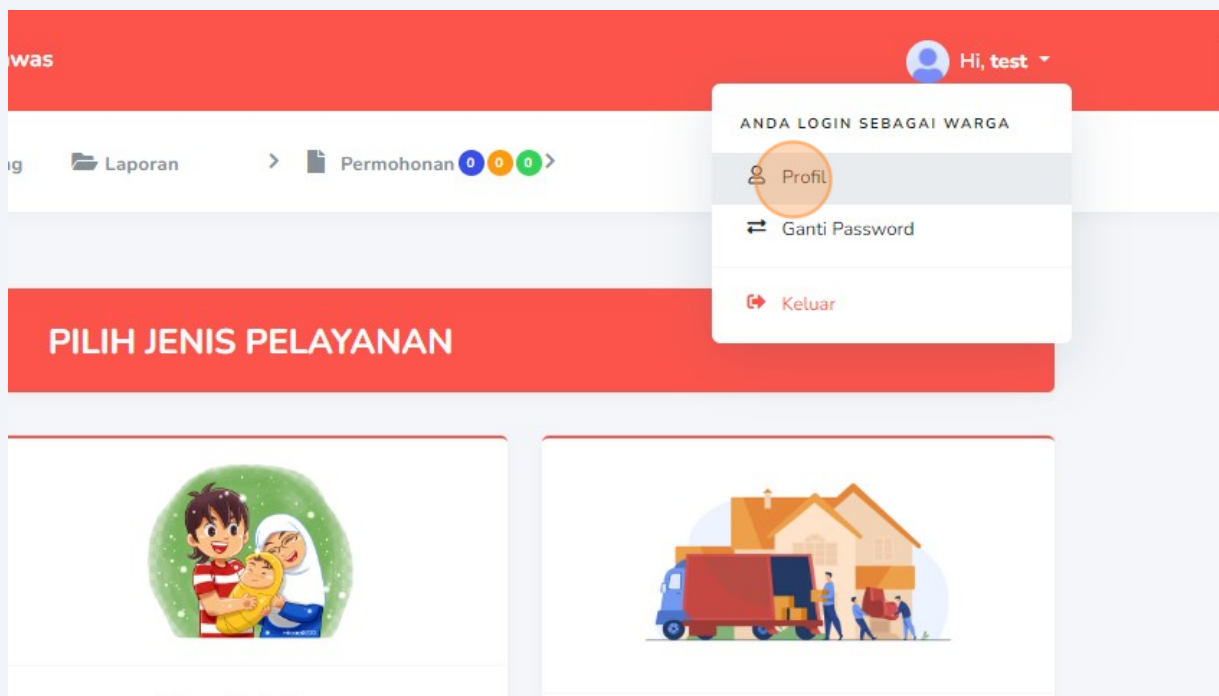 was
Hi, test
ANDA LOGIN SEBAGAI WARGA
g Laporan Permohonan 0 0 0
Profil
Ganti Password
Keluar
PILIH JENIS PELAYANAN